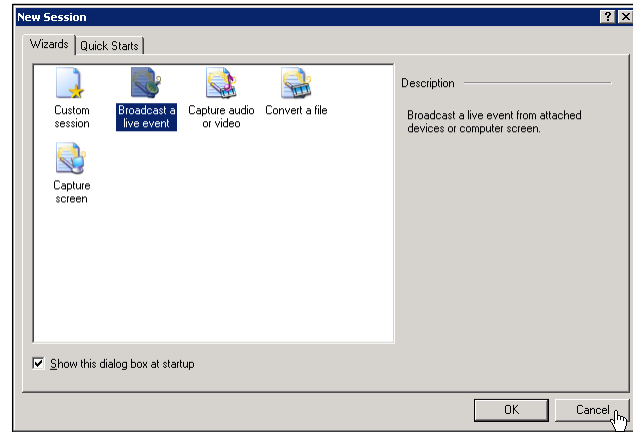 New Session
Wizards
Quick Starts
Custom
session
Broadcast a
live event
Capture audio
or video
Convert a file
Capture
screen
Description
Broadcast a live event from attached
devices or computer screen.
Show this dialog box at startup
OK
Cancel